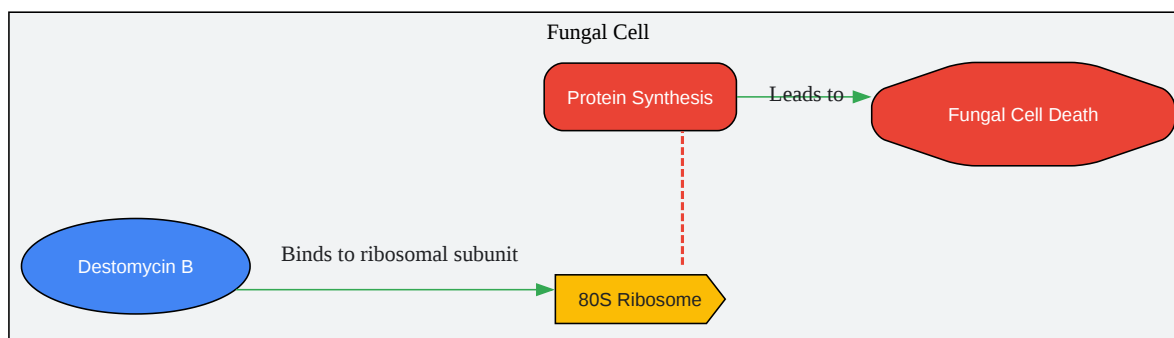 Fungal Cell
Protein Synthesis
Leads to
Fungal Cell Death
Destomycin B
Binds to ribosomal subunit
80S Ribosome